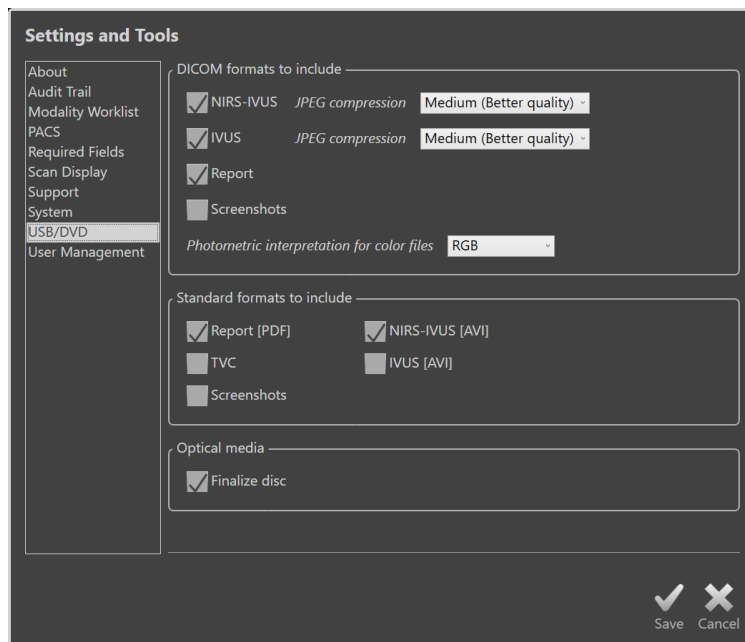 Settings and Tools
About
Audit Trail
Modality Worklist
PACS
Required Fields
Scan Display
Support
System
USB/DVD
User Management
DICOM formats to include
NIRS-IVUS JPEG compression Medium (Better quality)
IVUS JPEG compression Medium (Better quality)
Report
Screenshots
Photometric interpretation for color files RGB
Standard formats to include
Report [PDF] NIRS-IVUS [AVI]
TVC IVUS [AVI]
Screenshots
Optical media
Finalize disc
Save Cancel